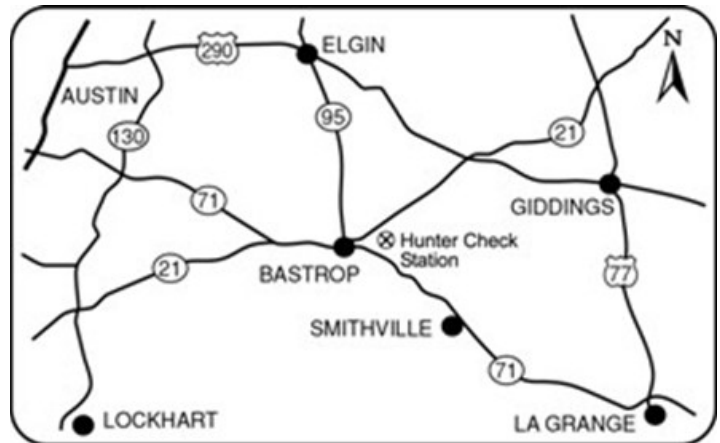 290
ELGIN
N
AUSTIN
95
130
21
71
GIDDINGS
Hunter Check
Station
21
BASTROP
77
SMITHVILLE
71
LOCKHART
LA GRANGE